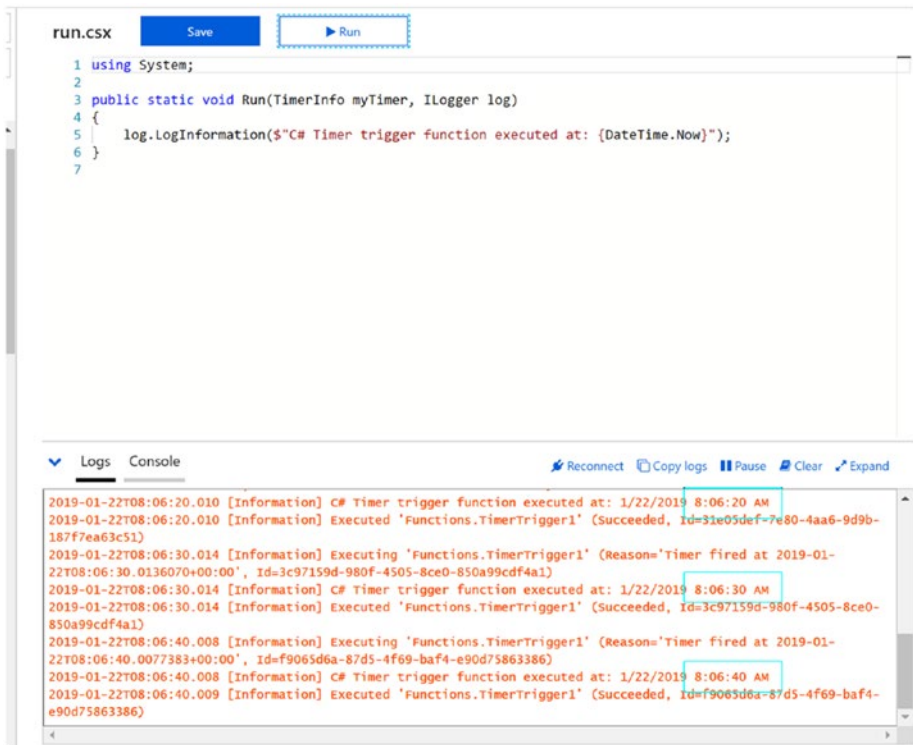 run.csx Save Run
1 using System;
2
3 public static void Run(TimerInfo myTimer, ILogger log)
4 {
5 log.LogInformation($"C# Timer trigger function executed at: {DateTime.Now}");
6 }
7
Logs Console Reconnect Copy logs Pause Clear Expand
2019-01-22T08:06:20.010 [Information] C# Timer trigger function executed at: 1/22/2019 8:06:20 AM
2019-01-22T08:06:20.010 [Information] Executed 'Functions.TimerTrigger1' (Succeeded, Id=31e05def-7e80-4aa6-9d9b-
187f7ea63c51)
2019-01-22T08:06:30.014 [Information] Executing 'Functions.TimerTrigger1' (Reason='Timer fired at 2019-01-
22T08:06:30.0136070+00:00', Id=3c97159d-980f-4505-8ce0-850a99cdf4a1)
2019-01-22T08:06:30.014 [Information] C# Timer trigger function executed at: 1/22/2019 8:06:30 AM
2019-01-22T08:06:30.014 [Information] Executed 'Functions.TimerTrigger1' (Succeeded, Id=3c97159d-980f-4505-8ce0-
850a99cdf4a1)
2019-01-22T08:06:40.008 [Information] Executing 'Functions.TimerTrigger1' (Reason='Timer fired at 2019-01-
22T08:06:40.0077383+00:00', Id=f9065d6a-87d5-4f69-baf4-e90d75863386)
2019-01-22T08:06:40.008 [Information] C# Timer trigger function executed at: 1/22/2019 8:06:40 AM
2019-01-22T08:06:40.009 [Information] Executed 'Functions.TimerTrigger1' (Succeeded, Id=f9065d6a-87d5-4f69-baf4-
e90d75863386)